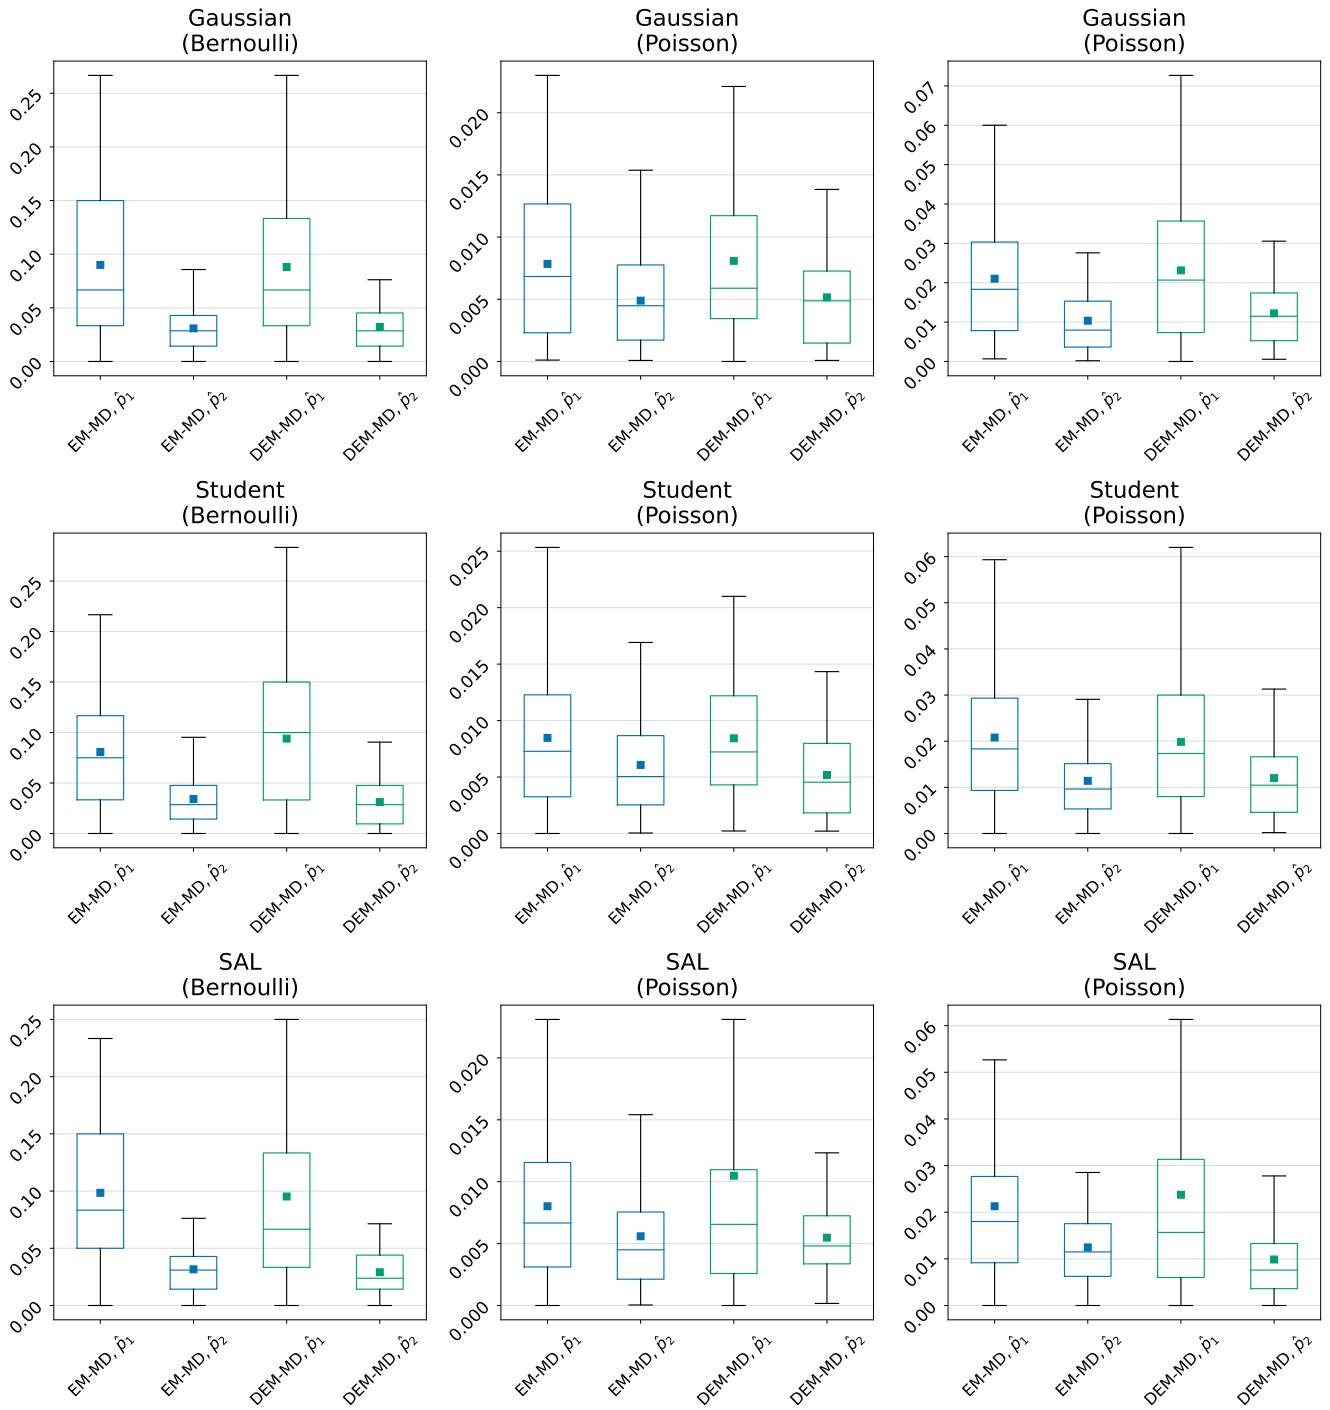 Gaussian
(Bernoulli)
0.25
0.20
0.15
0.10
0.05
0.00
EM-MD, p̂₁
EM-MD, p̂₂
DEM-MD, p̂₁
DEM-MD, p̂₂
Gaussian
(Poisson)
0.020
0.015
0.010
0.005
0.000
EM-MD, p̂₁
EM-MD, p̂₂
DEM-MD, p̂₁
DEM-MD, p̂₂
Gaussian
(Poisson)
0.07
0.06
0.05
0.04
0.03
0.02
0.01
0.00
EM-MD, p̂₁
EM-MD, p̂₂
DEM-MD, p̂₁
DEM-MD, p̂₂
Student
(Bernoulli)
0.25
0.20
0.15
0.10
0.05
0.00
EM-MD, p̂₁
EM-MD, p̂₂
DEM-MD, p̂₁
DEM-MD, p̂₂
Student
(Poisson)
0.025
0.020
0.015
0.010
0.005
0.000
EM-MD, p̂₁
EM-MD, p̂₂
DEM-MD, p̂₁
DEM-MD, p̂₂
Student
(Poisson)
0.06
0.05
0.04
0.03
0.02
0.01
0.00
EM-MD, p̂₁
EM-MD, p̂₂
DEM-MD, p̂₁
DEM-MD, p̂₂
SAL
(Bernoulli)
0.25
0.20
0.15
0.10
0.05
0.00
EM-MD, p̂₁
EM-MD, p̂₂
DEM-MD, p̂₁
DEM-MD, p̂₂
SAL
(Poisson)
0.020
0.015
0.010
0.005
0.000
EM-MD, p̂₁
EM-MD, p̂₂
DEM-MD, p̂₁
DEM-MD, p̂₂
SAL
(Poisson)
0.06
0.05
0.04
0.03
0.02
0.01
0.00
EM-MD, p̂₁
EM-MD, p̂₂
DEM-MD, p̂₁
DEM-MD, p̂₂